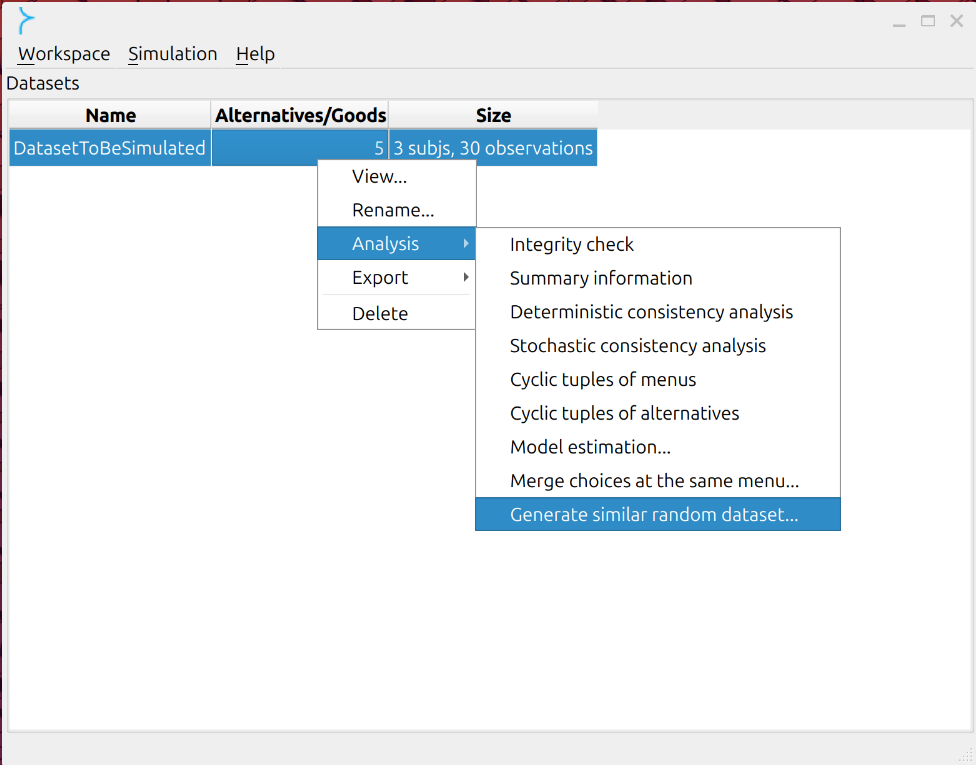 Workspace Simulation Help
Datasets
Name Alternatives/Goods Size
DatasetToBeSimulated 5 3 subjs, 30 observations
View...
Rename...
Analysis
Export
Delete
Integrity check
Summary information
Deterministic consistency analysis
Stochastic consistency analysis
Cyclic tuples of menus
Cyclic tuples of alternatives
Model estimation...
Merge choices at the same menu...
Generate similar random dataset...